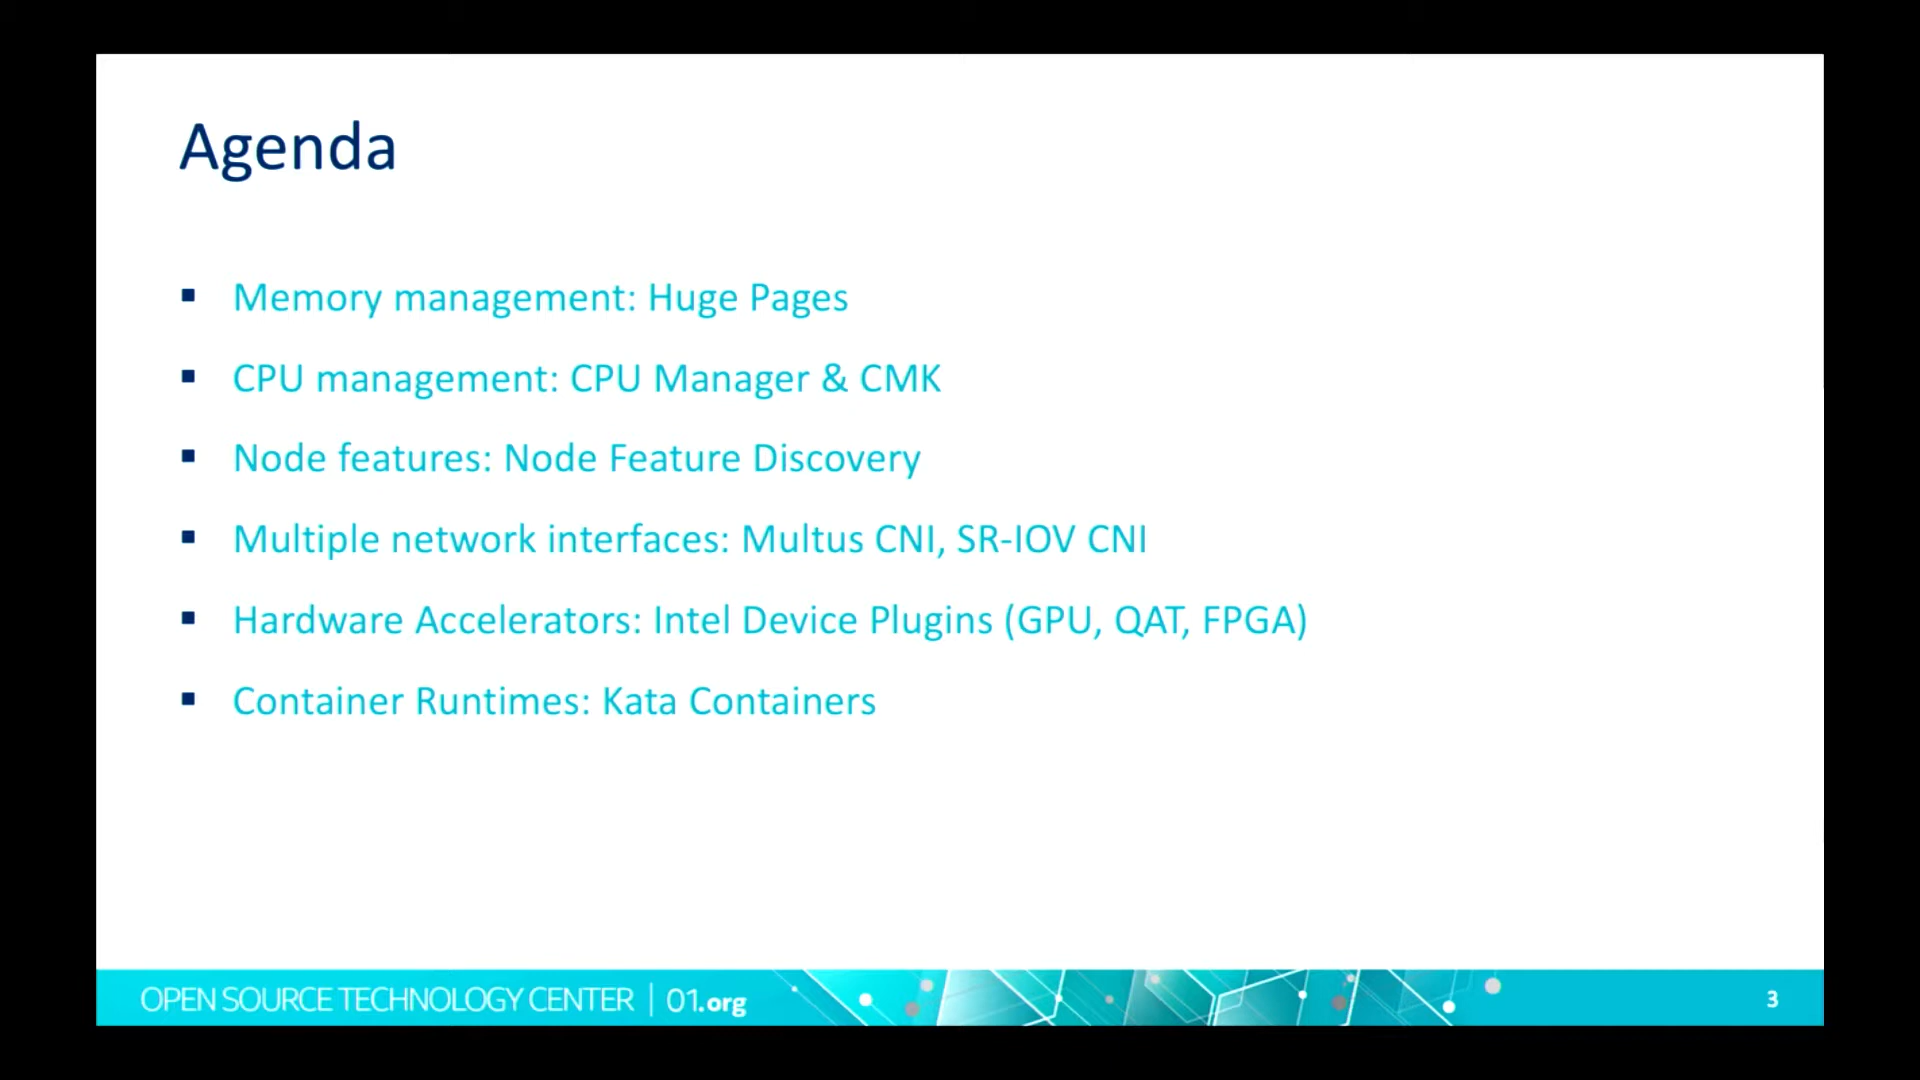 Agenda
▪ Memory management: Huge Pages
▪ CPU management: CPU Manager & CMK
▪ Node features: Node Feature Discovery
▪ Multiple network interfaces: Multus CNI, SR-IOV CNI
▪ Hardware Accelerators: Intel Device Plugins (GPU, QAT, FPGA)
▪ Container Runtimes: Kata Containers
OPEN SOURCE TECHNOLOGY CENTER | 01.org
3